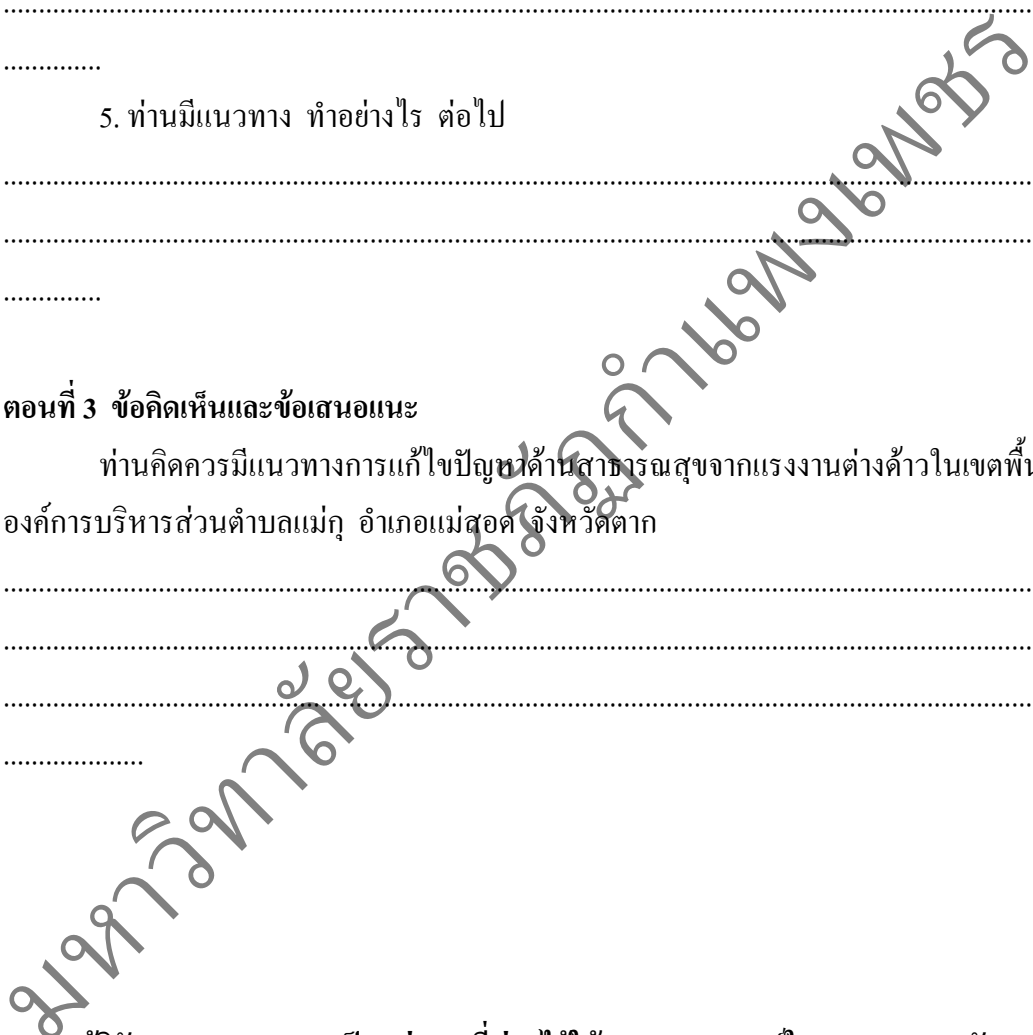 ................................................................................
..............
5. ท่านมีแนวทาง ทำอย่างไร ต่อไป
................................................................................
................................................................................
..............
ตอนที่ 3 ข้อคิดเห็นและข้อเสนอแนะ
ท่านคิดควรมีแนวทางการแก้ไขปัญหาด้านสาธารณสุขจากแรงงานต่างด้าวในเขตพื้น
องค์การบริหารส่วนตำบลแม่กุ อำเภอแม่สอด จังหวัดตาก
................................................................................
................................................................................
................................................................................
....................
มหาวิทยาลัยราชภัฏกำแพงเพชร